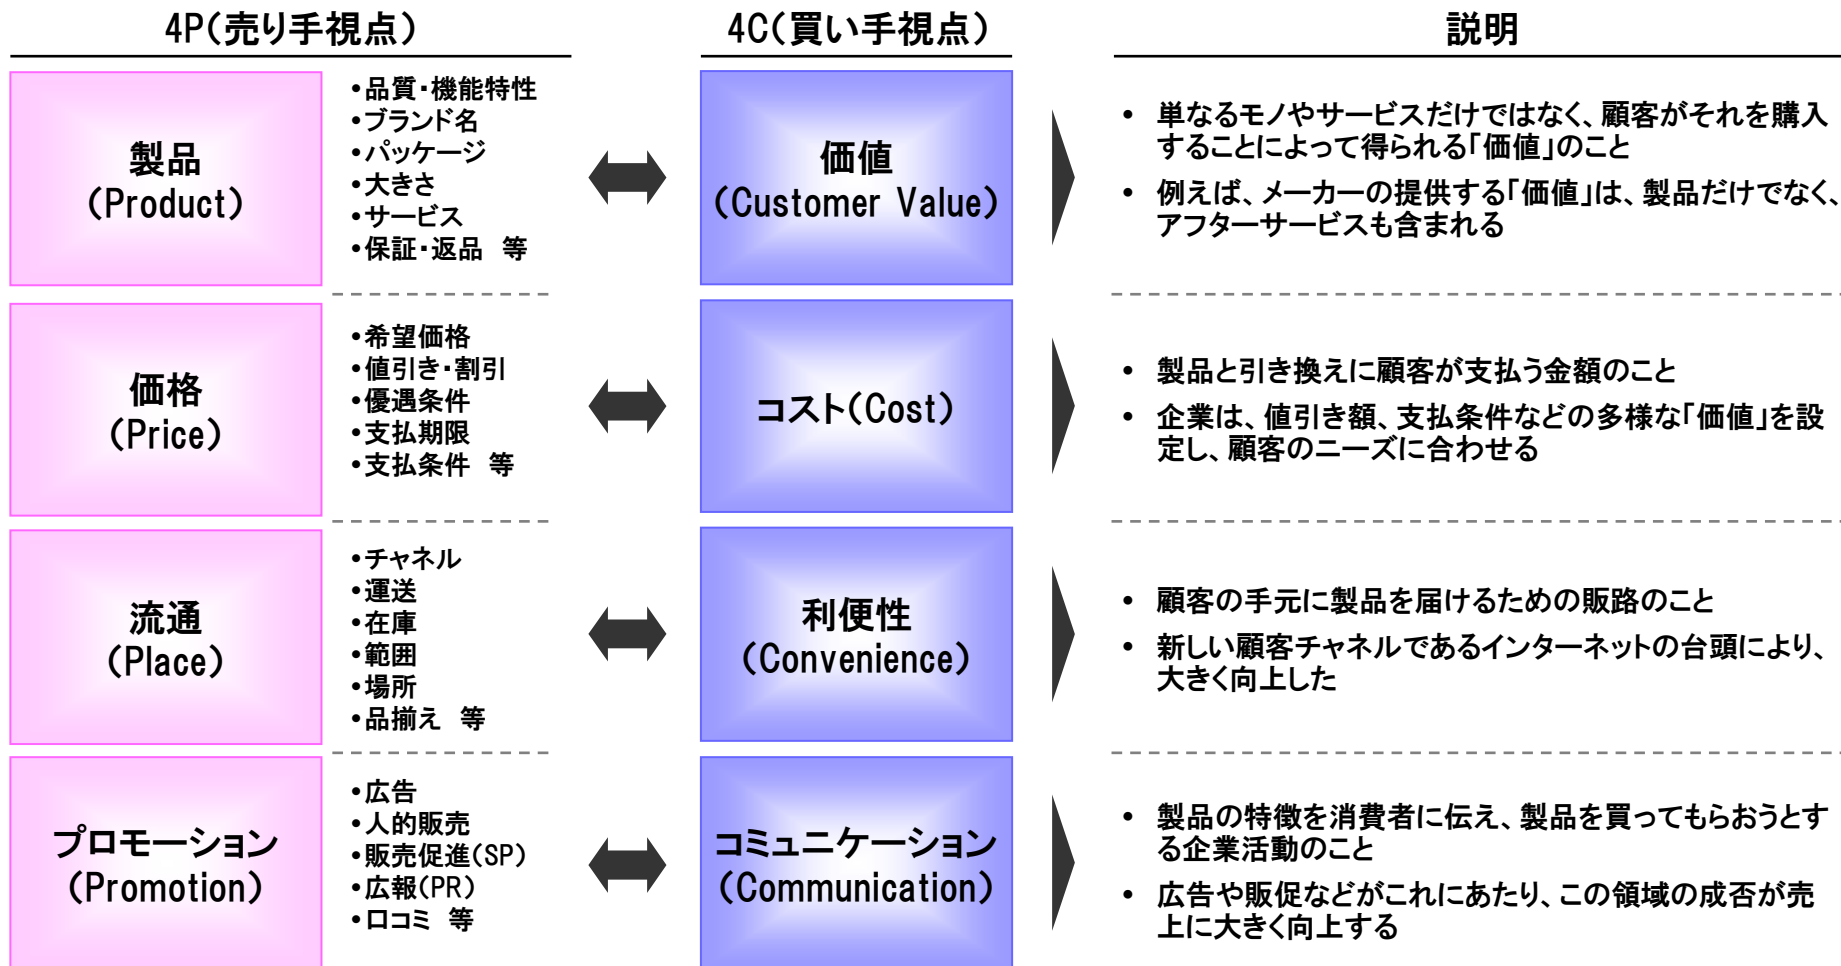 4P(売り手視点)
4C(買い手視点)
説明
製品
(Product)
•品質・機能特性
•ブランド名
•パッケージ
•大きさ
•サービス
•保証・返品 等
価値
(Customer Value)
• 単なるモノやサービスだけではなく、顧客がそれを購入
することによって得られる「価値」のこと
• 例えば、メーカーの提供する「価値」は、製品だけでなく、
アフターサービスも含まれる
価格
(Price)
•希望価格
•値引き・割引
•優遇条件
•支払期限
•支払条件 等
コスト(Cost)
• 製品と引き換えに顧客が支払う金額のこと
• 企業は、値引き額、支払条件などの多様な「価値」を設
定し、顧客のニーズに合わせる
流通
(Place)
•チャネル
•運送
•在庫
•範囲
•場所
•品揃え 等
利便性
(Convenience)
• 顧客の手元に製品を届けるための販路のこと
• 新しい顧客チャネルであるインターネットの台頭により、
大きく向上した
プロモーション
(Promotion)
•広告
•人的販売
•販売促進(SP)
•広報(PR)
•口コミ 等
コミュニケーション
(Communication)
• 製品の特徴を消費者に伝え、製品を買ってもらおうとす
る企業活動のこと
• 広告や販促などがこれにあたり、この領域の成否が売
上に大きく向上する